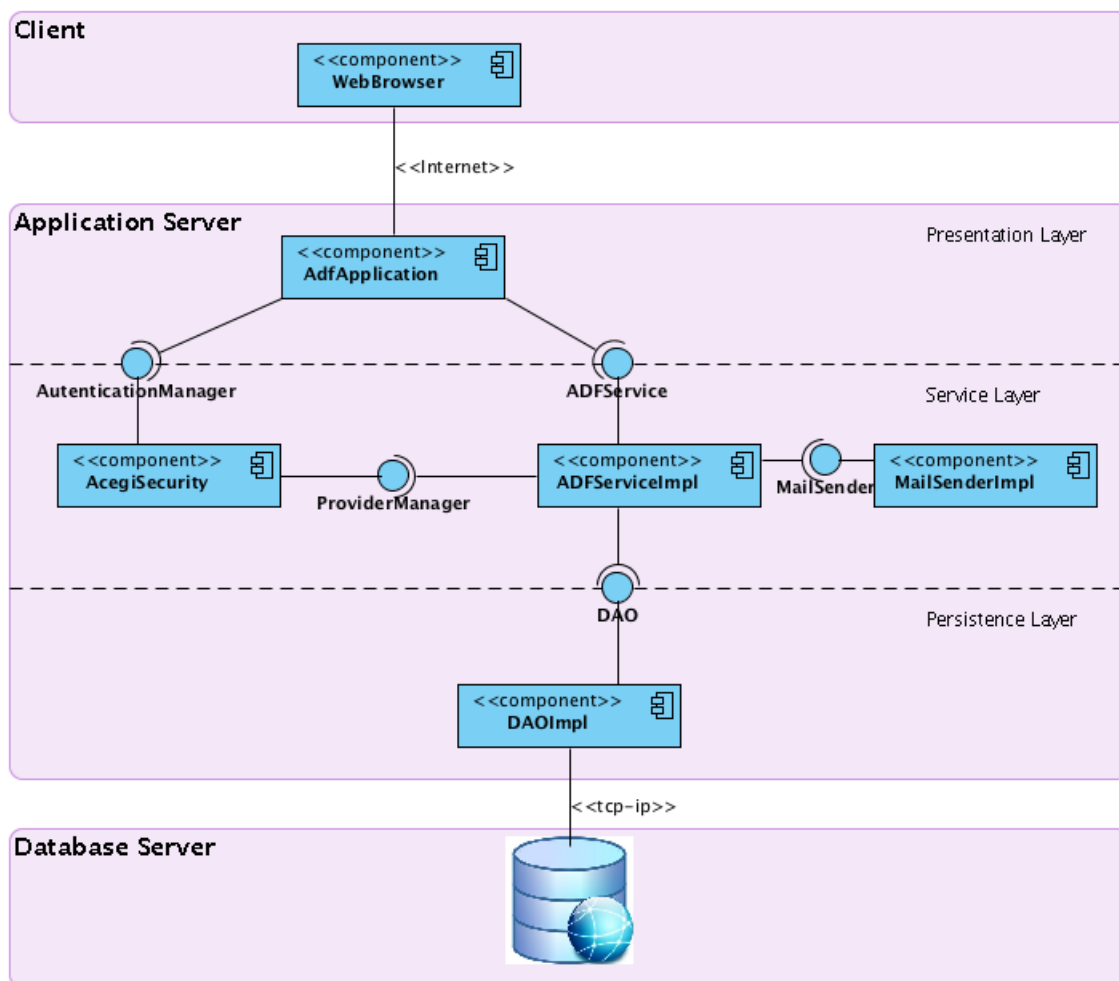 Client
<<component>>
WebBrowser
<<Internet>>
Application Server
Presentation Layer
<<component>>
AdfApplication
AutenticationManager
ADFService
Service Layer
<<component>>
AcegiSecurity
ProviderManager
<<component>>
ADFServiceImpl
MailSender
<<component>>
MailSenderImpl
DAO
Persistence Layer
<<component>>
DAOImpl
<<tcp-ip>>
Database Server